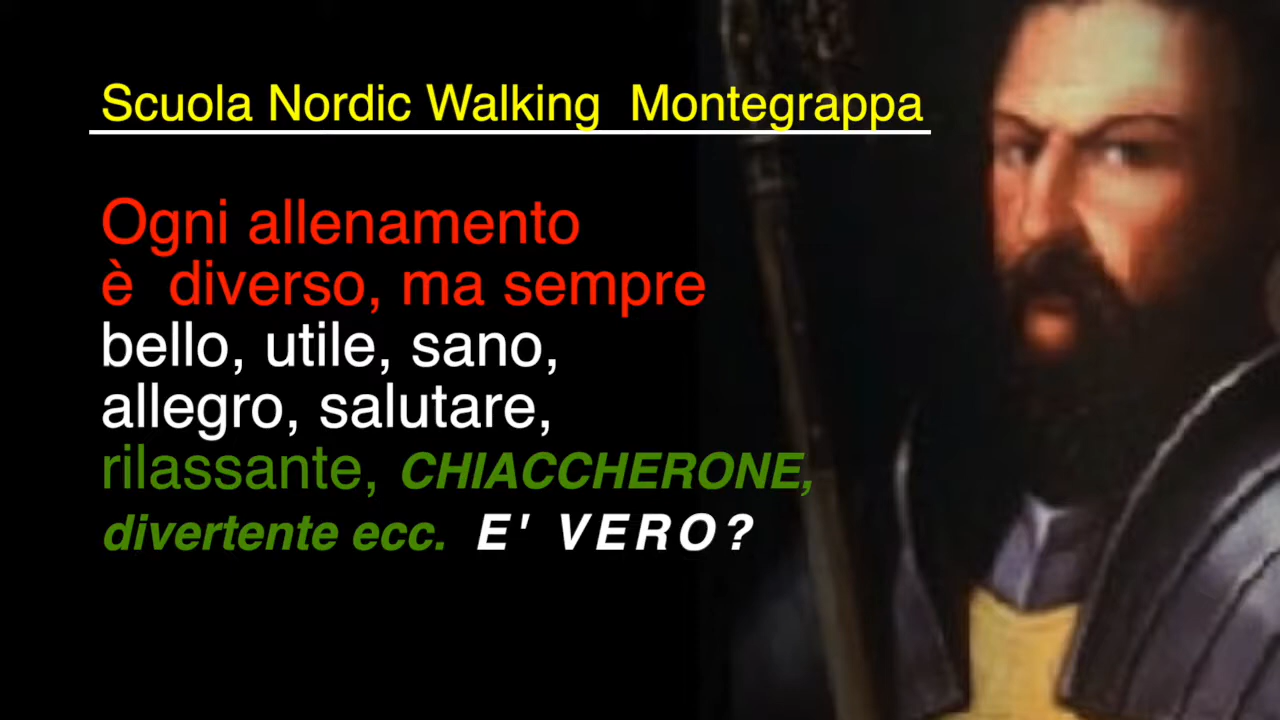 Scuola Nordic Walking  Montegrappa
Ogni allenamento
è  diverso, ma sempre
bello, utile, sano,
allegro, salutare,
rilassante, CHIACCHERONE,
divertente ecc.  E' VERO?